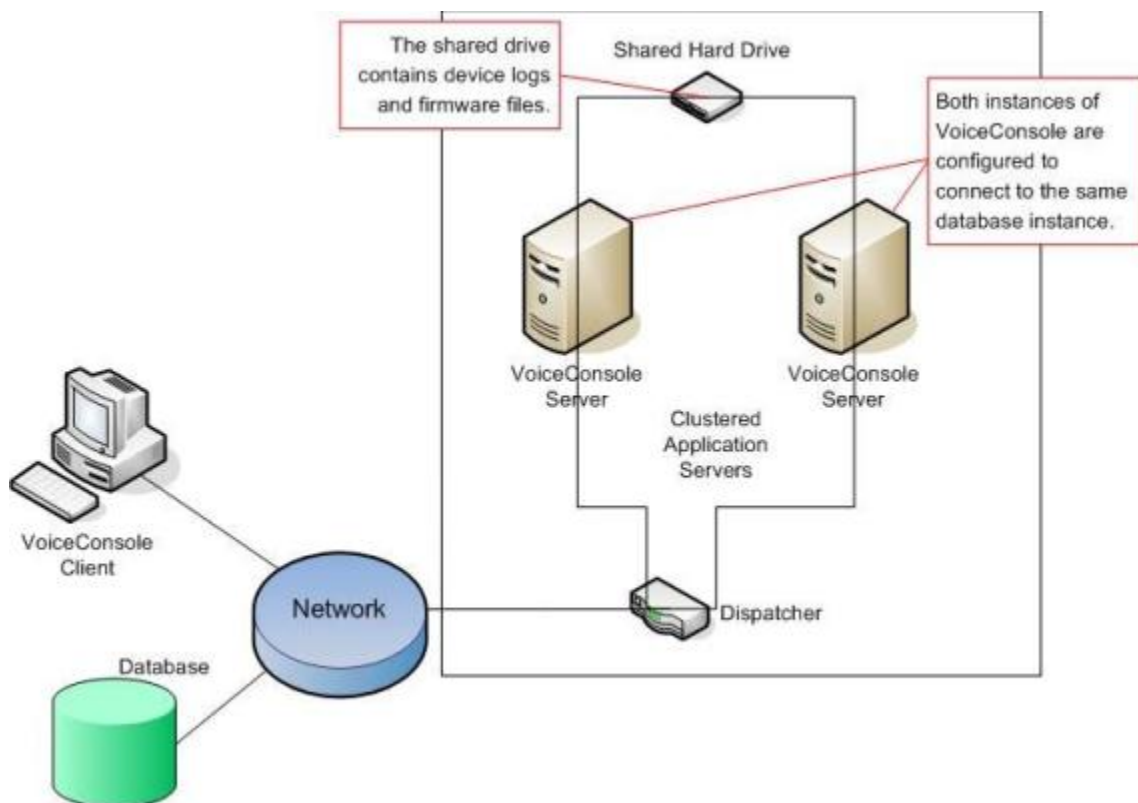 The shared drive
contains device logs
and firmware files.
Shared Hard Drive
Both instances of
VoiceConsole are
configured to
connect to the same
database instance.
VoiceConsole
Server
VoiceConsole
Server
Clustered
Application
Servers
VoiceConsole
Client
Network
Dispatcher
Database